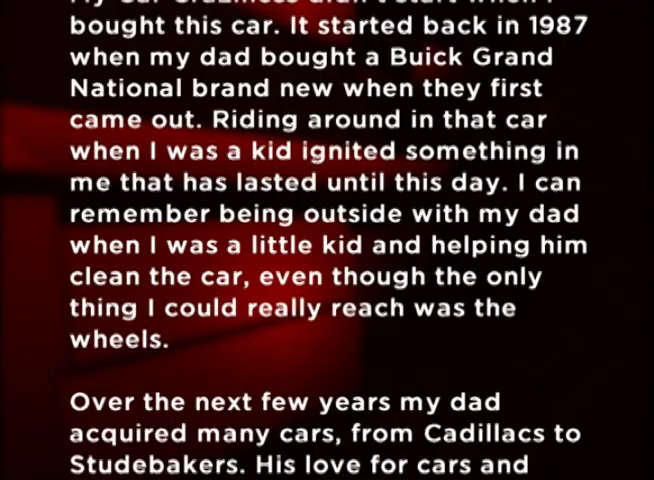 bought this car. It started back in 1987
when my dad bought a Buick Grand
National brand new when they first
came out. Riding around in that car
when I was a kid ignited something in
me that has lasted until this day. I can
remember being outside with my dad
when I was a little kid and helping him
clean the car, even though the only
thing I could really reach was the
wheels.
Over the next few years my dad
acquired many cars, from Cadillacs to
Studebakers. His love for cars and